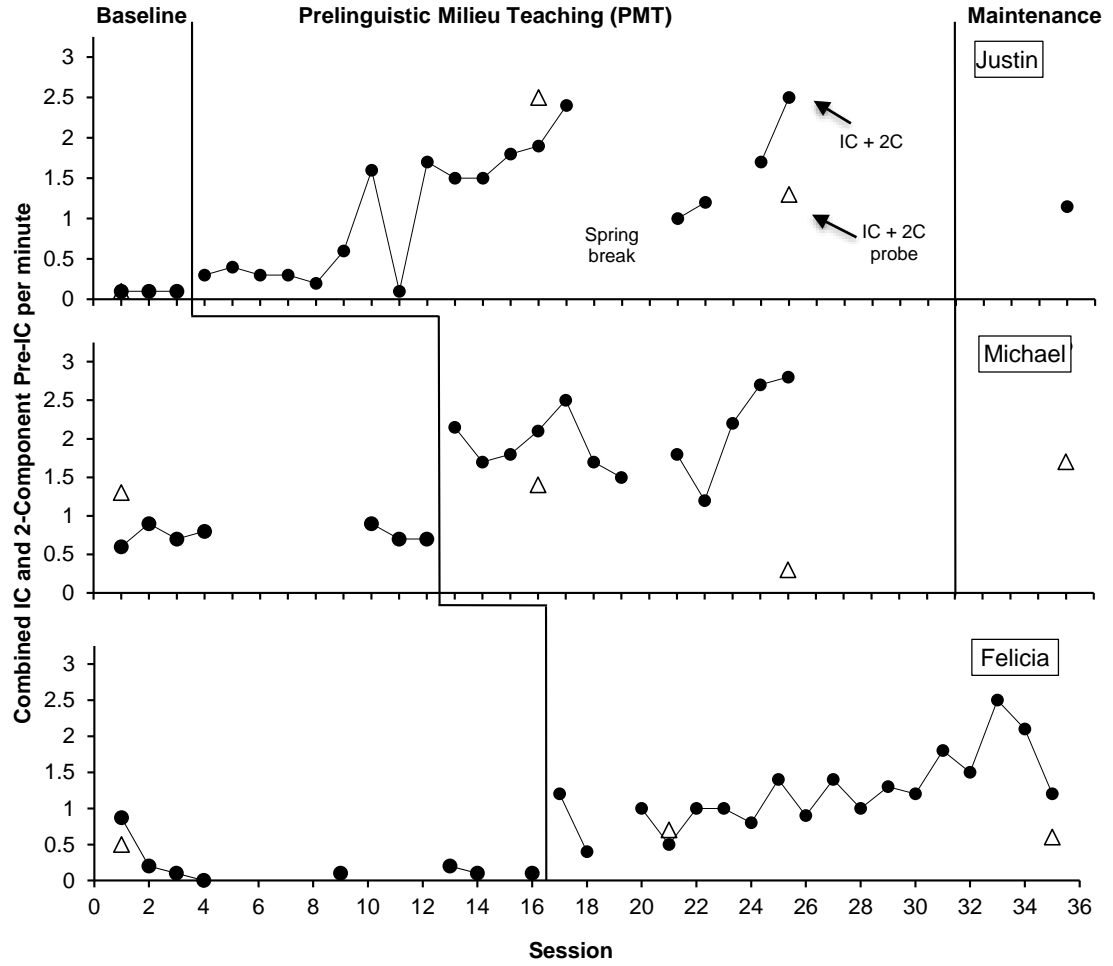 Baseline Prelinguistic Milieu Teaching (PMT) Maintenance
Combined IC and 2-Component Pre-IC per minute
3
2.5
2
1.5
1
0.5
0
Justin
IC + 2C
IC + 2C
probe
Spring
break
3
2.5
2
1.5
1
0.5
0
Michael
3
2.5
2
1.5
1
0.5
0
Felicia
0 2 4 6 8 10 12 14 16 18 20 22 24 26 28 30 32 34 36
Session